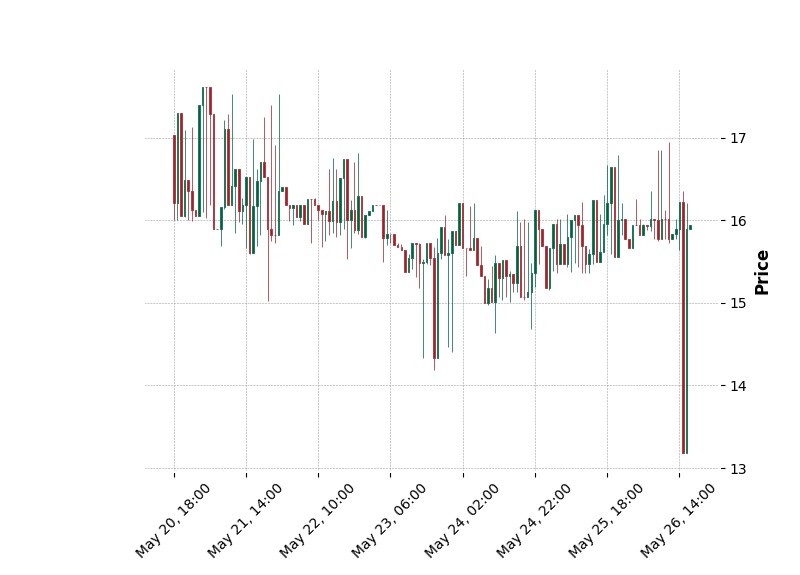 17
16
15
14
13
Price
May 20, 18:00
May 21, 14:00
May 22, 10:00
May 23, 06:00
May 24, 02:00
May 24, 22:00
May 25, 18:00
May 26, 14:00